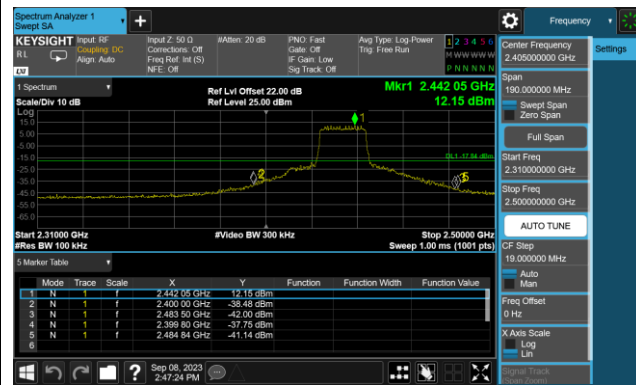 Spectrum Analyzer 1
Swept SA
+
Frequency
KEYSIGHT Input: RF Input Z: 50 Ω #Atten: 20 dB PNO: Fast Avg Type: Log-Power 1 2 3 4 5 6
RL Coupling: DC Corrections: Off Gate: Off Trig: Free Run M W W W W W
Align: Auto Freq Ref: Int (S) IF Gain: Low P N N N N N
LXI NFE: Off Sig Track: Off
Center Frequency
2.405000000 GHz
Settings
Span
190.000000 MHz
Swept Span
Zero Span
Full Span
Start Freq
2.310000000 GHz
Stop Freq
2.500000000 GHz
AUTO TUNE
CF Step
19.000000 MHz
Auto
Man
Freq Offset
0 Hz
X Axis Scale
Log
Lin
Signal Track
(Span Zoom)
1 Spectrum Ref Lvl Offset 22.00 dB Mkr1 2.442 05 GHz
Scale/Div 10 dB Ref Level 25.00 dBm 12.15 dBm
Log
15.0
5.00
-5.00
-15.0
-25.0
-35.0
-45.0
-55.0
-65.0
1
DL1 -17.84 dBm
2
Start 2.31000 GHz #Video BW 300 kHz Stop 2.50000 GHz
#Res BW 100 kHz Sweep 1.00 ms (1001 pts)
5 Marker Table
Mode Trace Scale X Y Function Function Width Function Value
1 N 1 f 2.442 05 GHz 12.15 dBm
2 N 1 f 2.400 00 GHz -38.48 dBm
3 N 1 f 2.483 50 GHz -42.00 dBm
4 N 1 f 2.399 80 GHz -37.75 dBm
5 N 1 f 2.484 84 GHz -41.14 dBm
6
? Sep 08, 2023
2:47:24 PM